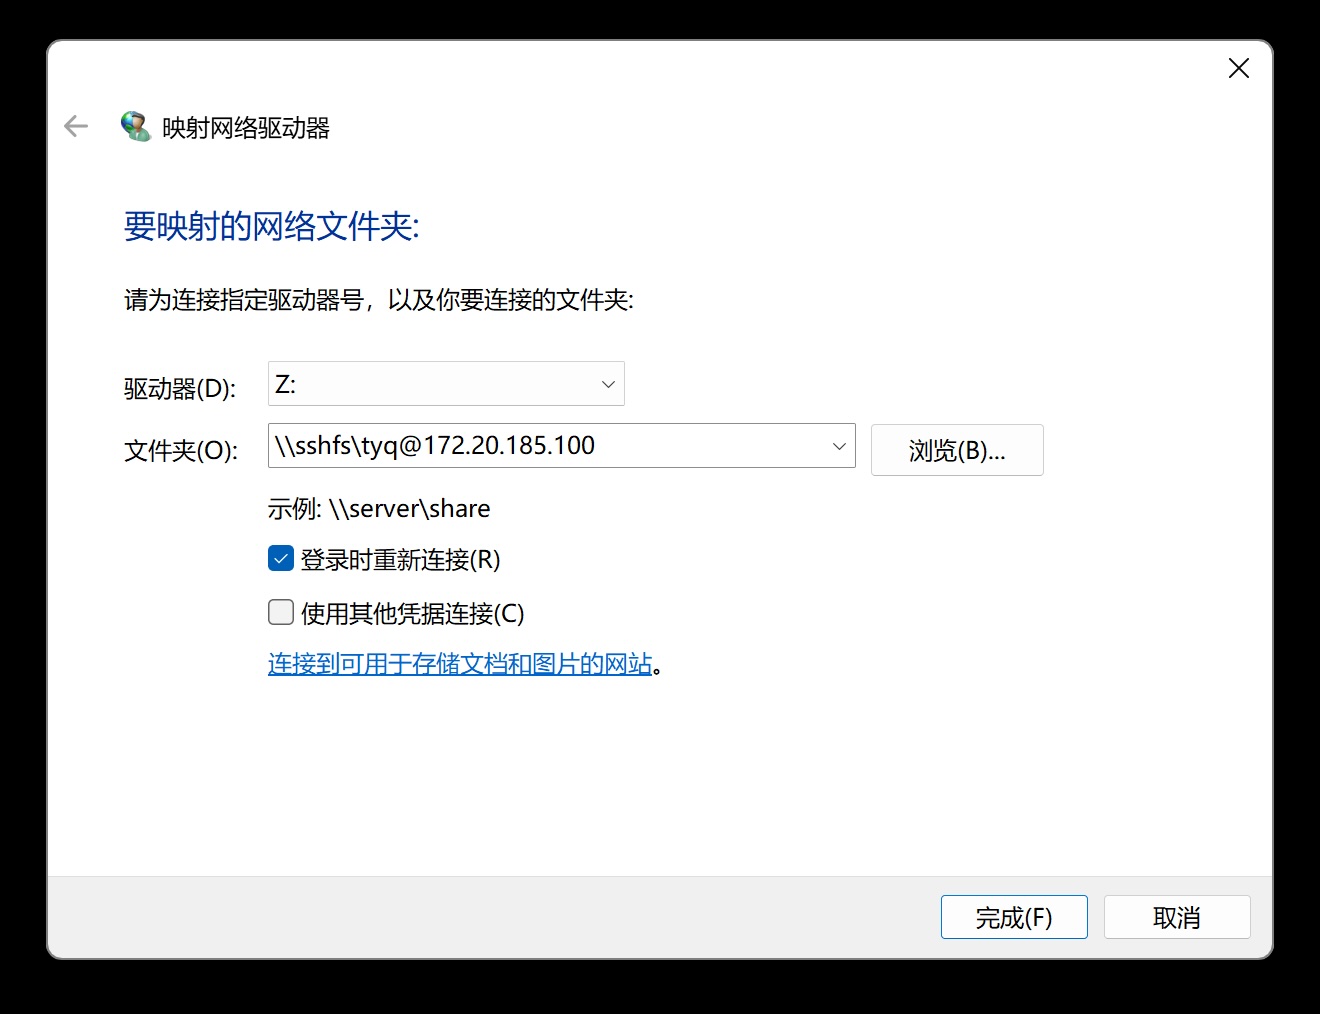 映射网络驱动器
要映射的网络文件夹:
请为连接指定驱动器号，以及你要连接的文件夹:
驱动器(D): Z:
文件夹(O): \\sshfs\tyq@172.20.185.100 浏览(B)...
示例: \\server\share
登录时重新连接(R)
使用其他凭据连接(C)
连接到可用于存储文档和图片的网站。
完成(F) 取消